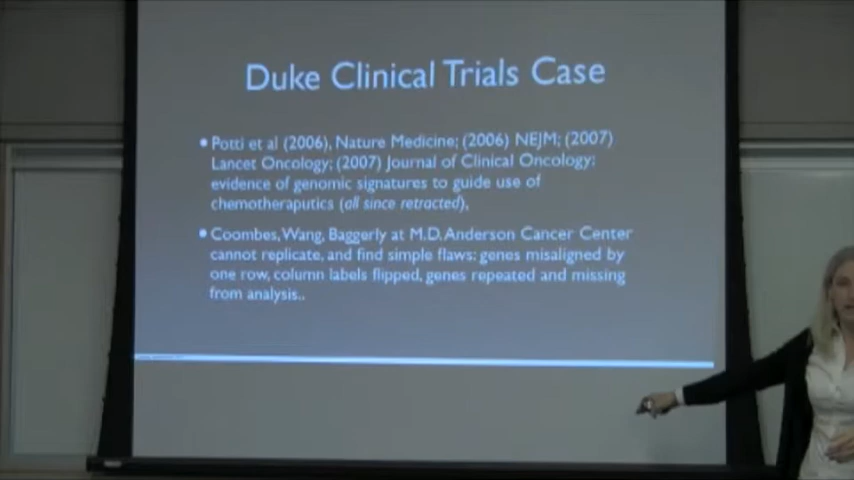 Duke Clinical Trials Case
• Potti et al (2006), Nature Medicine; (2006) NEJM; (2007)
Lancet Oncology; (2007) Journal of Clinical Oncology:
evidence of genomic signatures to guide use of
chemotheraputics (all since retracted),
• Coombes, Wang, Baggerly at M.D. Anderson Cancer Center
cannot replicate, and find simple flaws: genes misaligned by
one row, column labels flipped, genes repeated and missing
from analysis..